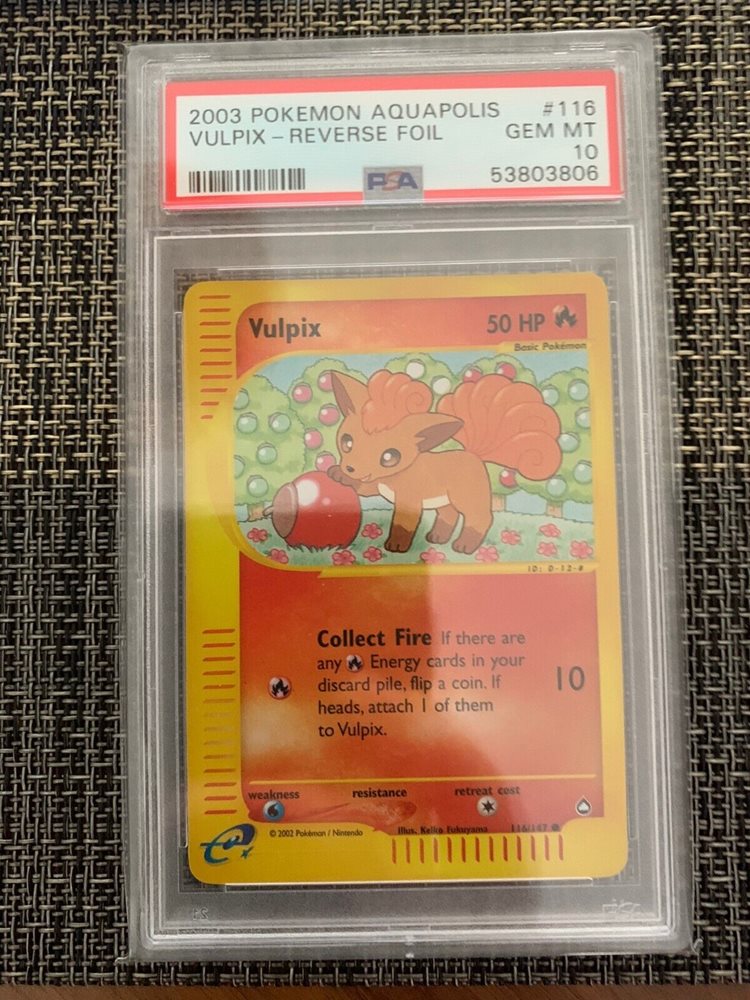 2003 POKEMON AQUAPOLIS #116
VULPIX - REVERSE FOIL GEM MT
10
PSA 53803806
Vulpix 50 HP
Basic Pokémon
ID: D-12-#
Collect Fire If there are
any Energy cards in your
discard pile, flip a coin. If
heads, attach 1 of them
to Vulpix.
10
weakness resistance retreat cost
e
© 2002 Pokémon / Nintendo Illus. Keiko Fukuyama 116/147